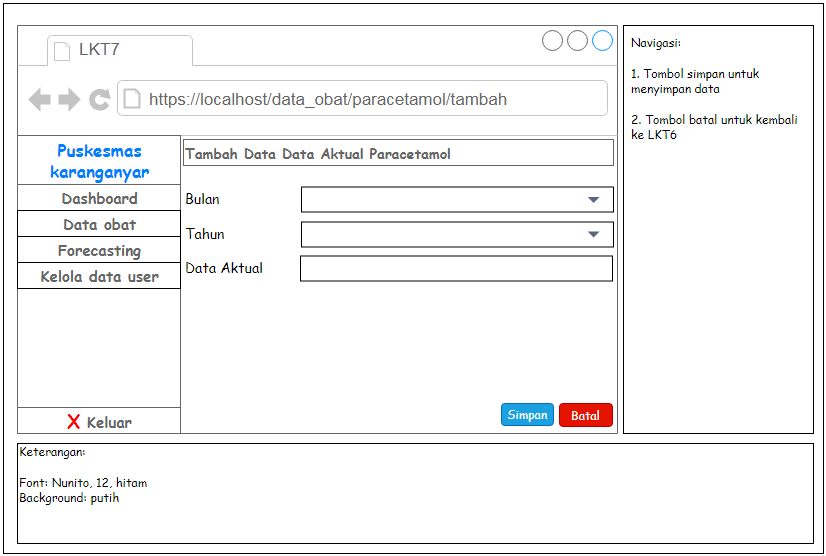 LKT7
https://localhost/data_obat/paracetamol/tambah
Puskesmas
karanganyar
Dashboard
Data obat
Forecasting
Kelola data user
X Keluar
Tambah Data Data Aktual Paracetamol
Bulan
Tahun
Data Aktual
Simpan
Batal
Navigasi:
1. Tombol simpan untuk
menyimpan data
2. Tombol batal untuk kembali
ke LKT6
Keterangan:
Font: Nunito, 12, hitam
Background: putih